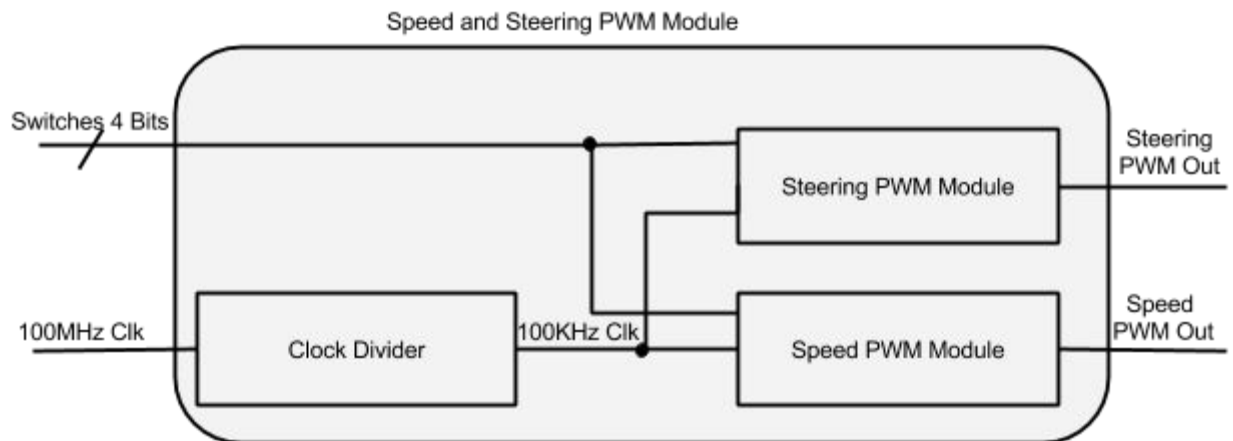 Speed and Steering PWM Module
Switches 4 Bits
Steering
PWM Out
Steering PWM Module
100MHz Clk
Clock Divider
100KHz Clk
Speed PWM Module
Speed
PWM Out